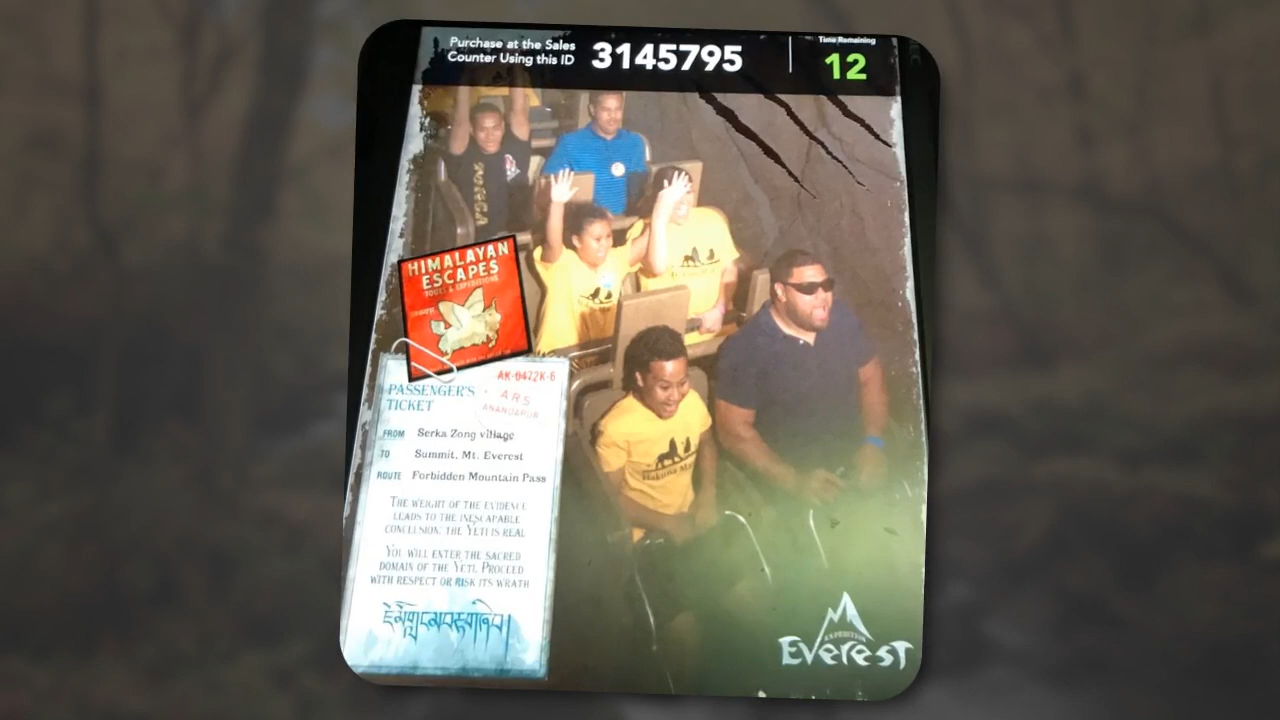 Purchase at the Sales
Counter Using this ID
3145795
Time Remaining
12
HIMALAYAN
ESCAPES
TOURS & EXPEDITIONS
AK-0422K-6
PASSENGER'S
TICKET
ARS
ANANDAPUR
FROM Serka Zong village
TO Summit, Mt. Everest
ROUTE Forbidden Mountain Pass
THE WEIGHT OF THE EVIDENCE
LEADS TO THE INESCAPABLE
CONCLUSION: THE YETI IS REAL
YOU WILL ENTER THE SACRED
DOMAIN OF THE YETI. PROCEED
WITH RESPECT OR RISK ITS WRATH
Hakuna
EXPEDITION
EVEREST